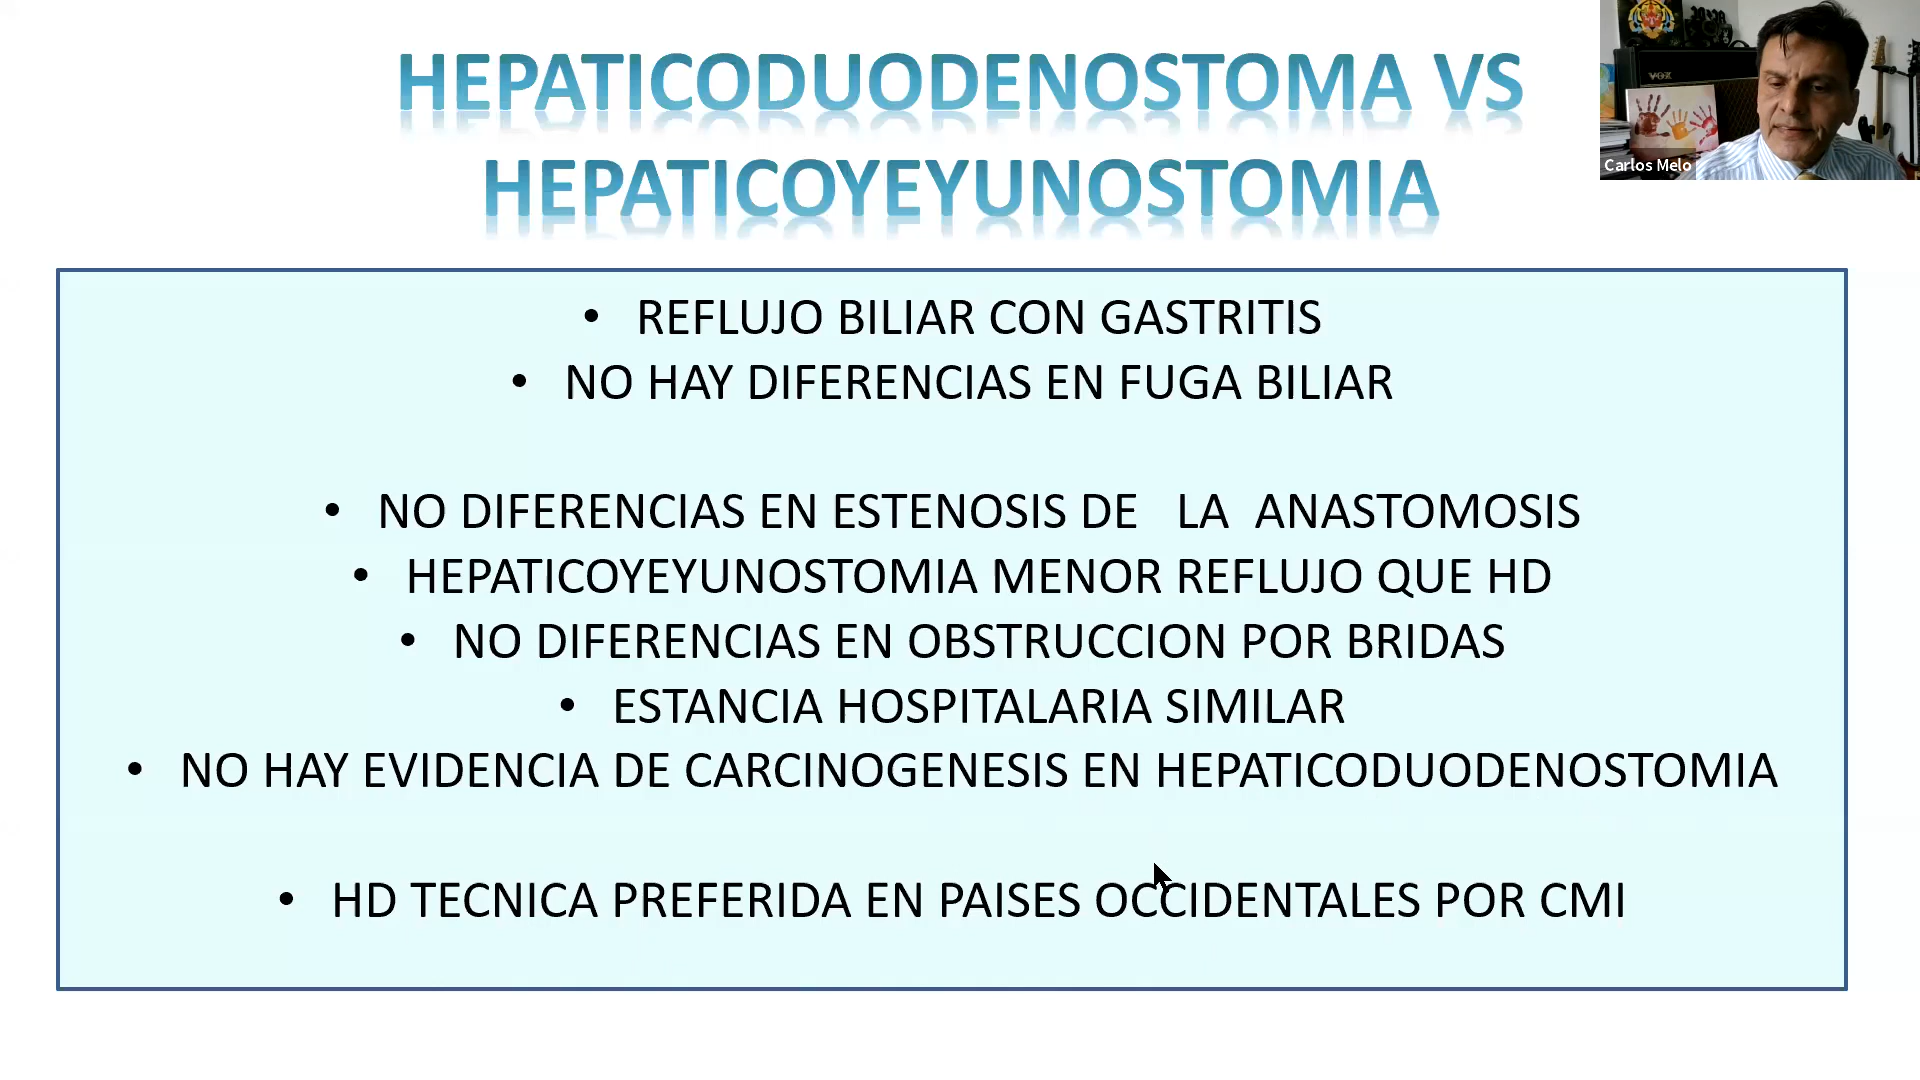 HEPATICODUODENOSTOMA VS
HEPATICOYEYUNOSTOMIA
VOX
Carlos Melo
• REFLUJO BILIAR CON GASTRITIS
• NO HAY DIFERENCIAS EN FUGA BILIAR
• NO DIFERENCIAS EN ESTENOSIS DE LA ANASTOMOSIS
• HEPATICOYEYUNOSTOMIA MENOR REFLUJO QUE HD
• NO DIFERENCIAS EN OBSTRUCCION POR BRIDAS
• ESTANCIA HOSPITALARIA SIMILAR
• NO HAY EVIDENCIA DE CARCINOGENESIS EN HEPATICODUODENOSTOMIA
• HD TECNICA PREFERIDA EN PAISES OCCIDENTALES POR CMI